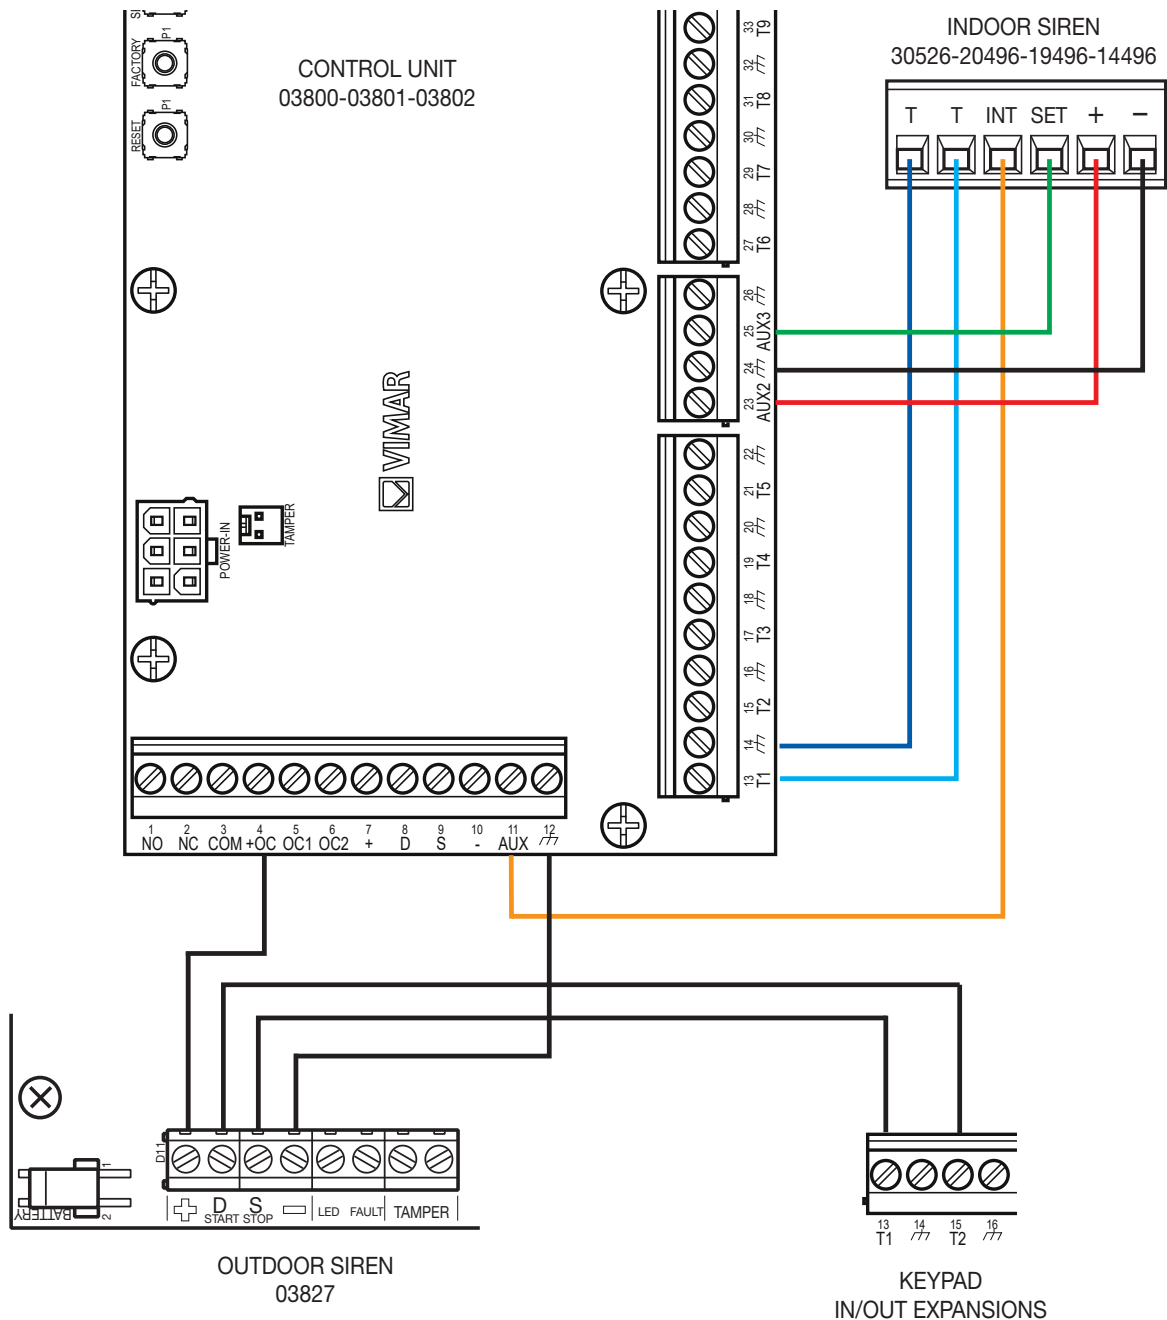 FACTORY
P1
RESET
P1
CONTROL UNIT
03800-03801-03802
33 T9
32
31 T8
30
29 T7
28
27 T6
26
25 AUX3
24
23 AUX2
22
21 T5
20
19 T4
18
17 T3
16
15 T2
14
13 T1
INDOOR SIREN
30526-20496-19496-14496
T T INT SET + −
VIMAR
POWER-IN
TAMPER
1 2 3 4 5 6 7 8 9 10 11 12
NO NC COM +OC OC1 OC2 + D S - AUX
D11
BATTERY
1
2
D S
START STOP
LED FAULT TAMPER
OUTDOOR SIREN
03827
13 14 15 16
T1 T2
KEYPAD
IN/OUT EXPANSIONS